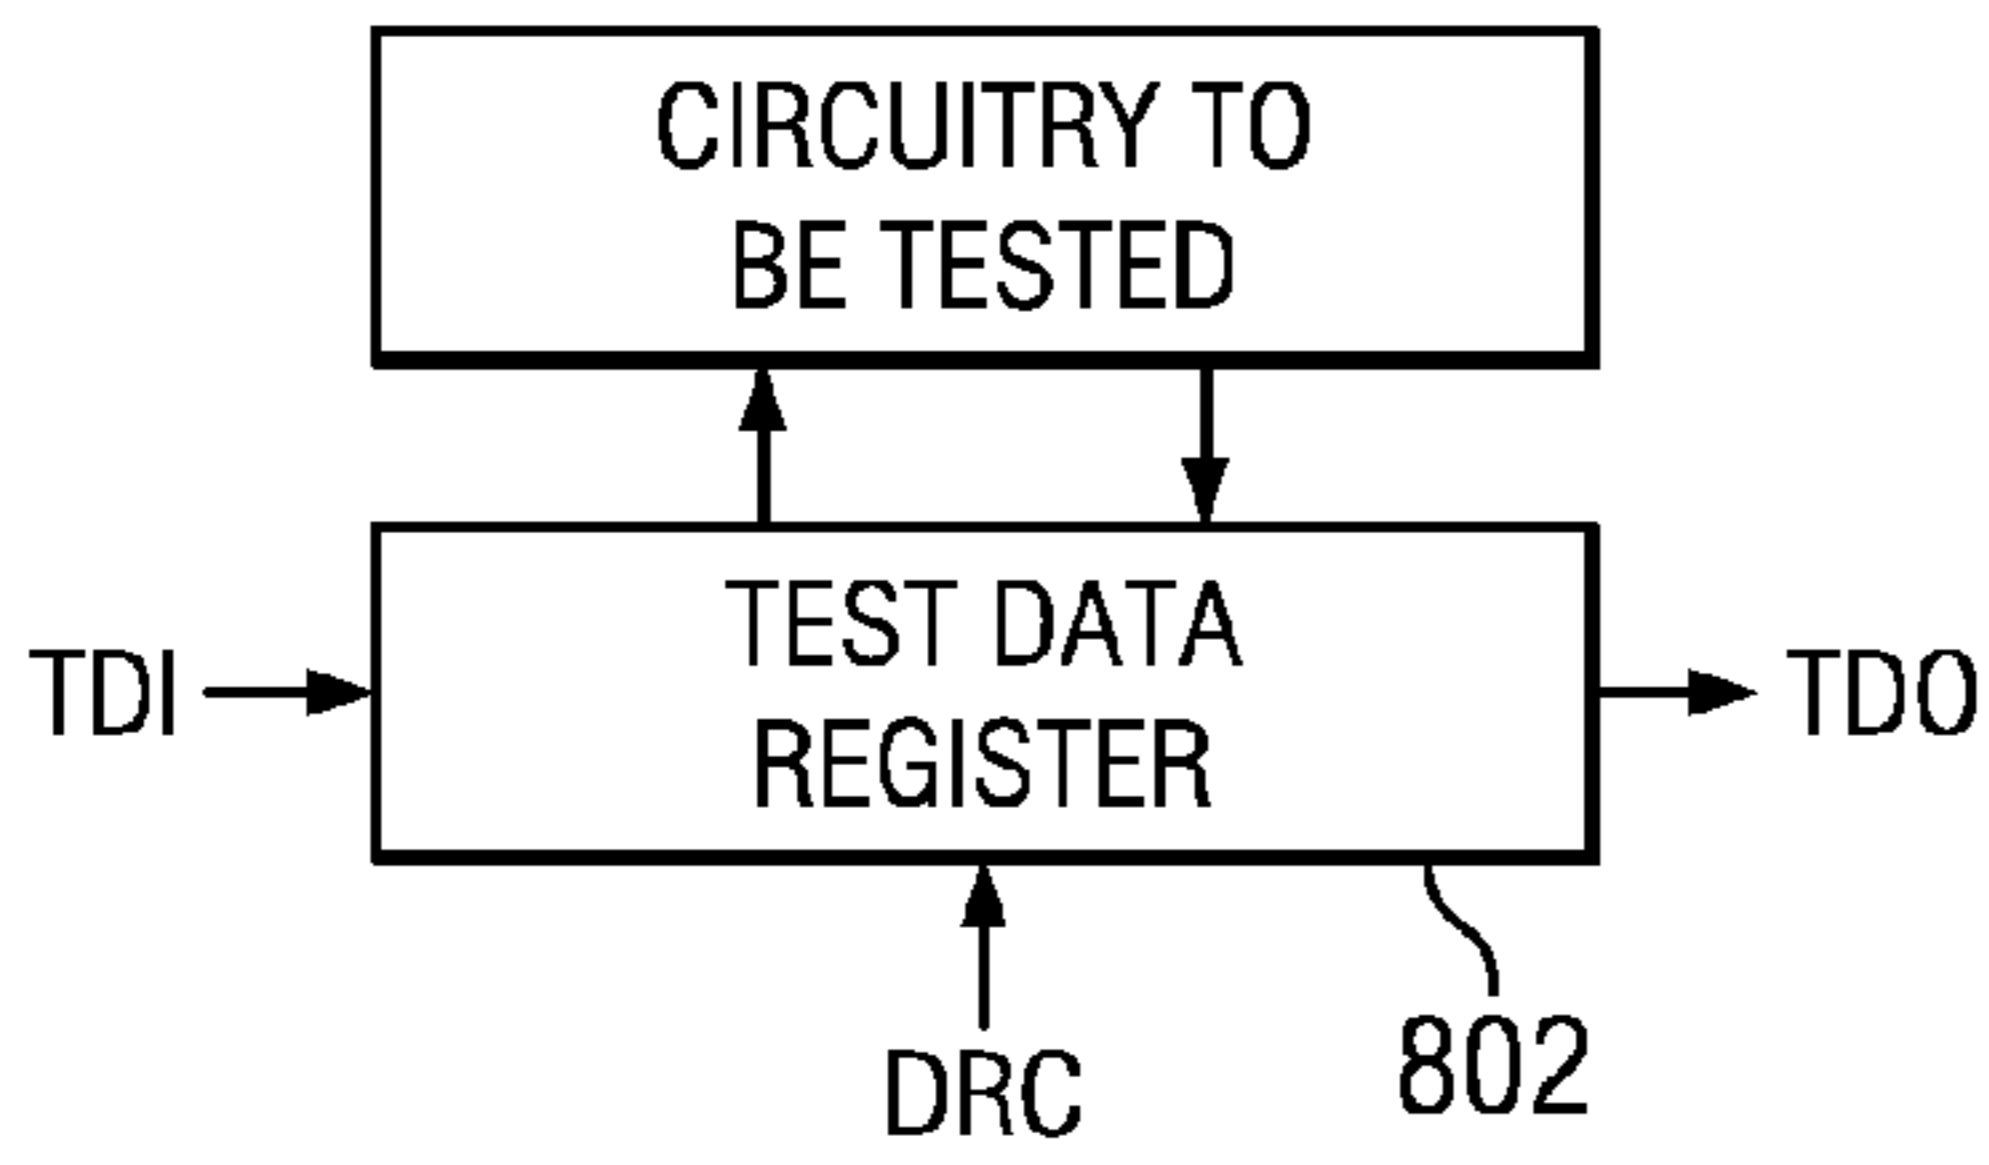 CIRCUITRY TO
BE TESTED
TEST DATA
REGISTER
TDI
TDO
DRC
802